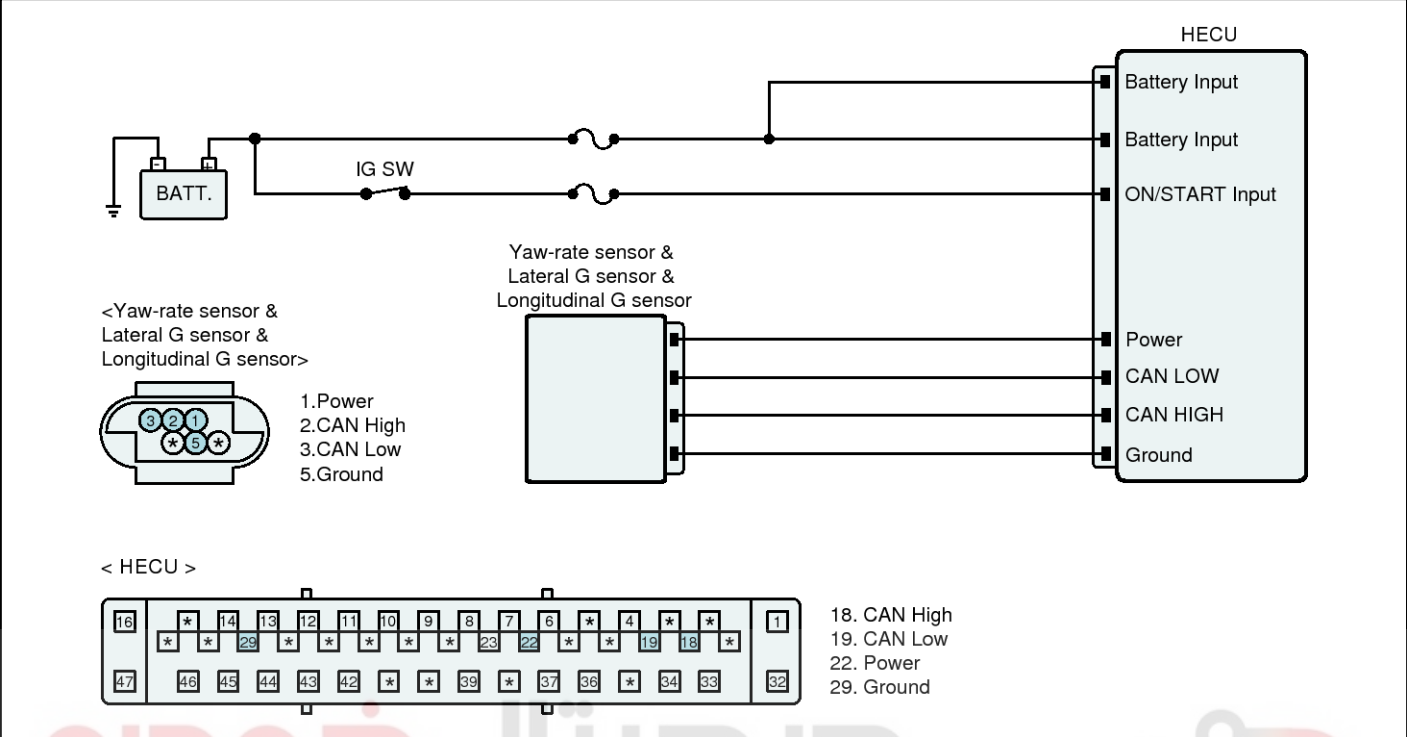 HECU
Battery Input
Battery Input
IG SW
- +
BATT.
ON/START Input
Yaw-rate sensor &
Lateral G sensor &
Longitudinal G sensor
Power
CAN LOW
CAN HIGH
Ground
<Yaw-rate sensor &
Lateral G sensor &
Longitudinal G sensor>
3 2 1
* 5 *
1.Power
2.CAN High
3.CAN Low
5.Ground
< HECU >
16 * 14 13 12 11 10 9 8 7 6 * 4 * * 1
* * 29 * * * * * 23 22 * * 19 18 *
47 46 45 44 43 42 * * 39 * 37 36 * 34 33 32
18. CAN High
19. CAN Low
22. Power
29. Ground